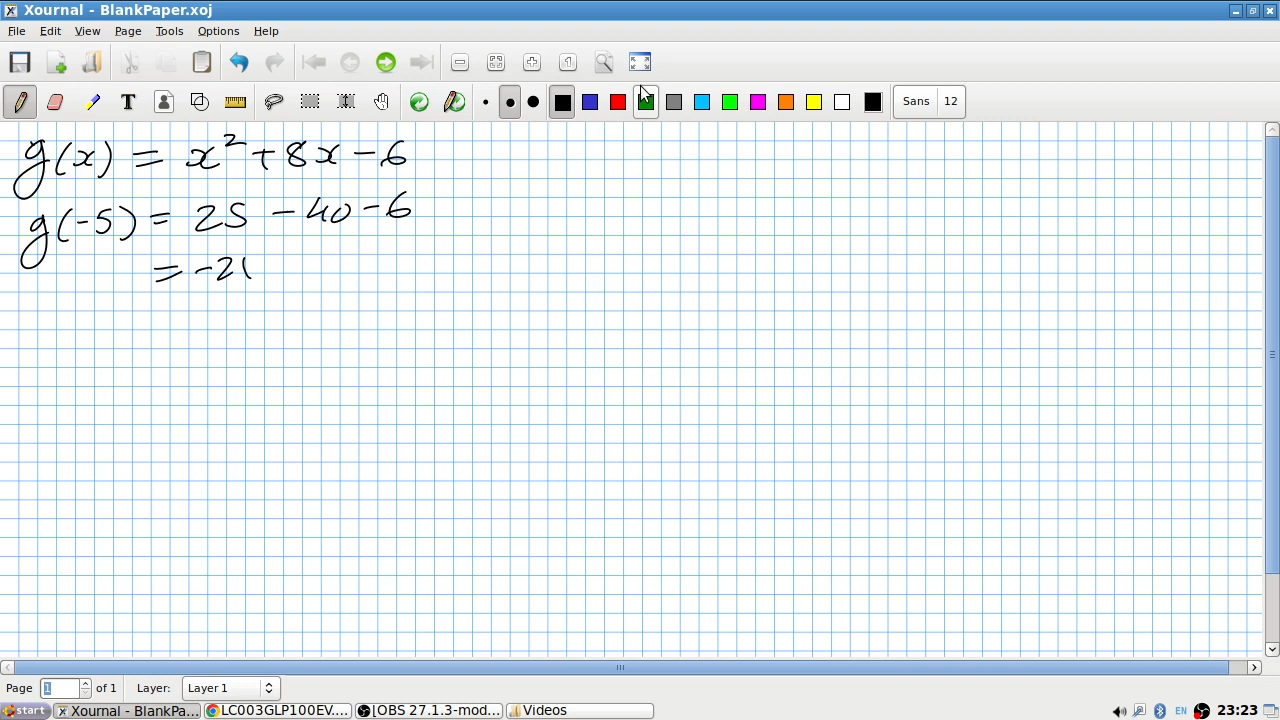 Xournal - BlankPaper.xoj
File Edit View Page Tools Options Help
Sans 12
g(x) = x² + 8x - 6
g(-5) = 25 - 40 - 6
= -21
Page 1 of 1 Layer: Layer 1
start Xournal - BlankPa... LC003GLP100EV.... [OBS 27.1.3-mod... Videos EN 23:23